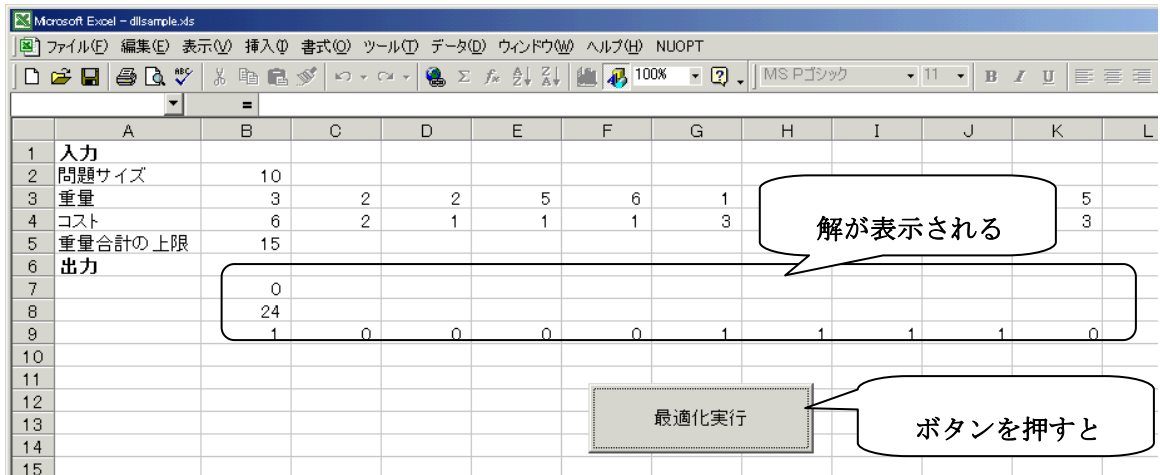 Microsoft Excel - dllsample.xls
ファイル(F) 編集(E) 表示(V) 挿入(I) 書式(O) ツール(T) データ(D) ウィンドウ(W) ヘルプ(H) NUOPT
100% MS Pゴシック 11 B I U
=
A B C D E F G H I J K L
1 入力
2 問題サイズ 10
3 重量 3 2 2 5 6 1 5
4 コスト 6 2 1 1 1 3 3
解が表示される
5 重量合計の上限 15
6 出力
7 0
8 24
9 1 0 0 0 0 1 1 1 1 0
10
11
12
最適化実行
13
ボタンを押すと
14
15